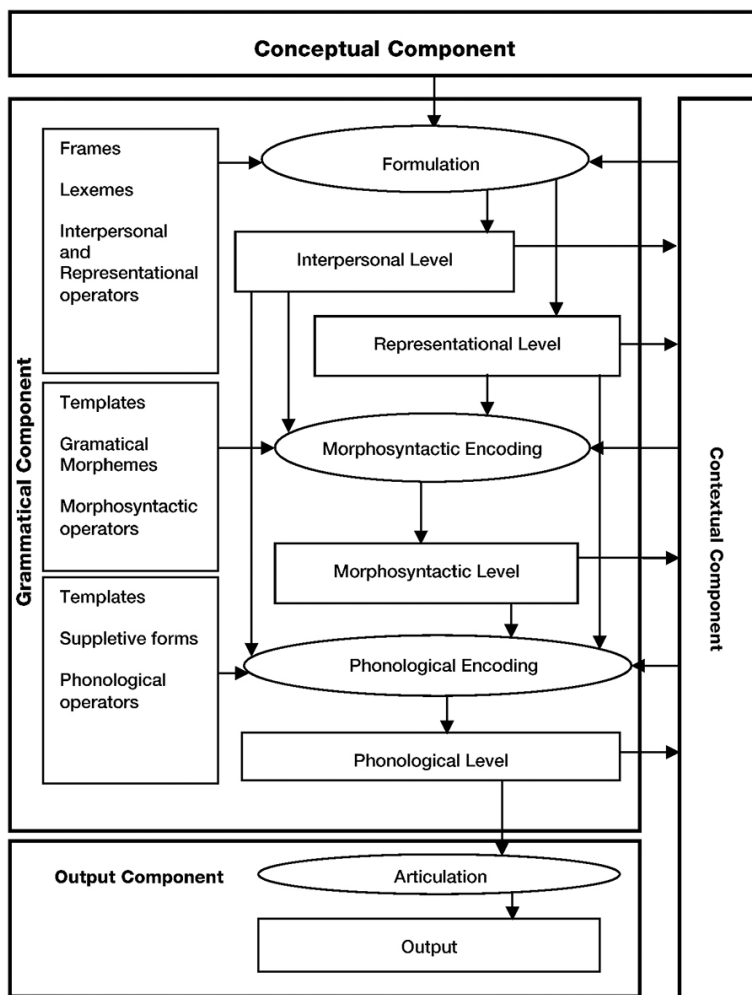 Conceptual Component
Grammatical Component
Frames
Lexemes
Interpersonal
and
Representational
operators
Formulation
Interpersonal Level
Representational Level
Templates
Gramatical
Morphemes
Morphosyntactic
operators
Morphosyntactic Encoding
Morphosyntactic Level
Templates
Suppletive forms
Phonological
operators
Phonological Encoding
Phonological Level
Contextual Component
Output Component
Articulation
Output